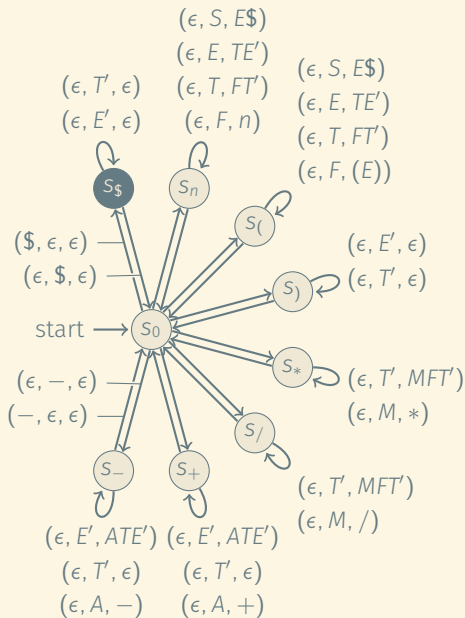 (ϵ, S, E$)
(ϵ, E, TE′)
(ϵ, T, FT′)
(ϵ, F, n)
(ϵ, S, E$)
(ϵ, E, TE′)
(ϵ, T, FT′)
(ϵ, F, (E))
(ϵ, T′, ϵ)
(ϵ, E′, ϵ)
S$
Sn
S(
($, ϵ, ϵ)
(ϵ, $, ϵ)
(ϵ, E′, ϵ)
(ϵ, T′, ϵ)
S)
start
S0
S*
(ϵ, T′, MFT′)
(ϵ, M, *)
(ϵ, −, ϵ)
(−, ϵ, ϵ)
S/
(ϵ, T′, MFT′)
(ϵ, M, /)
S−
S+
(ϵ, E′, ATE′)
(ϵ, T′, ϵ)
(ϵ, A, −)
(ϵ, E′, ATE′)
(ϵ, T′, ϵ)
(ϵ, A, +)